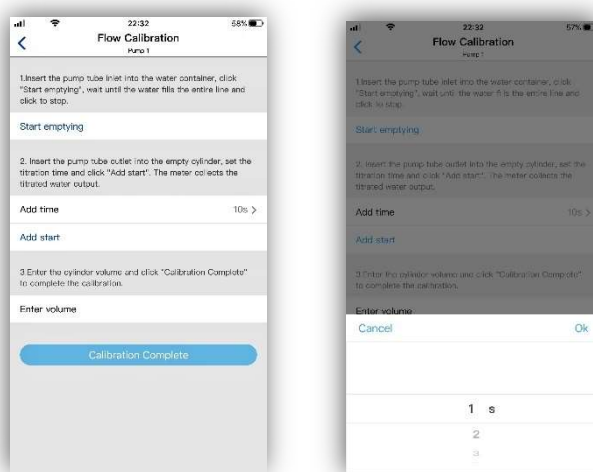 22:32 58%
Flow Calibration
Pump 1
1.Insert the pump tube inlet into the water container, click
"Start emptying", wait until the water fills the entire line and
click to stop.
Start emptying
2. Insert the pump tube outlet into the empty cylinder, set the
titration time and click "Add start". The meter collects the
titrated water output.
Add time 10s >
Add start
3.Enter the cylinder volume and click "Calibration Complete"
to complete the calibration.
Enter volume
Calibration Complete
22:32 57%
Flow Calibration
Pump 1
1.Insert the pump tube inlet into the water container, click
"Start emptying", wait until the water fills the entire line and
click to stop.
Start emptying
2. Insert the pump tube outlet into the empty cylinder, set the
titration time and click "Add start". The meter collects the
titrated water output.
Add time 10s >
Add start
3.Enter the cylinder volume and click "Calibration Complete"
to complete the calibration.
Enter volume
Cancel Ok
1 s
2
3